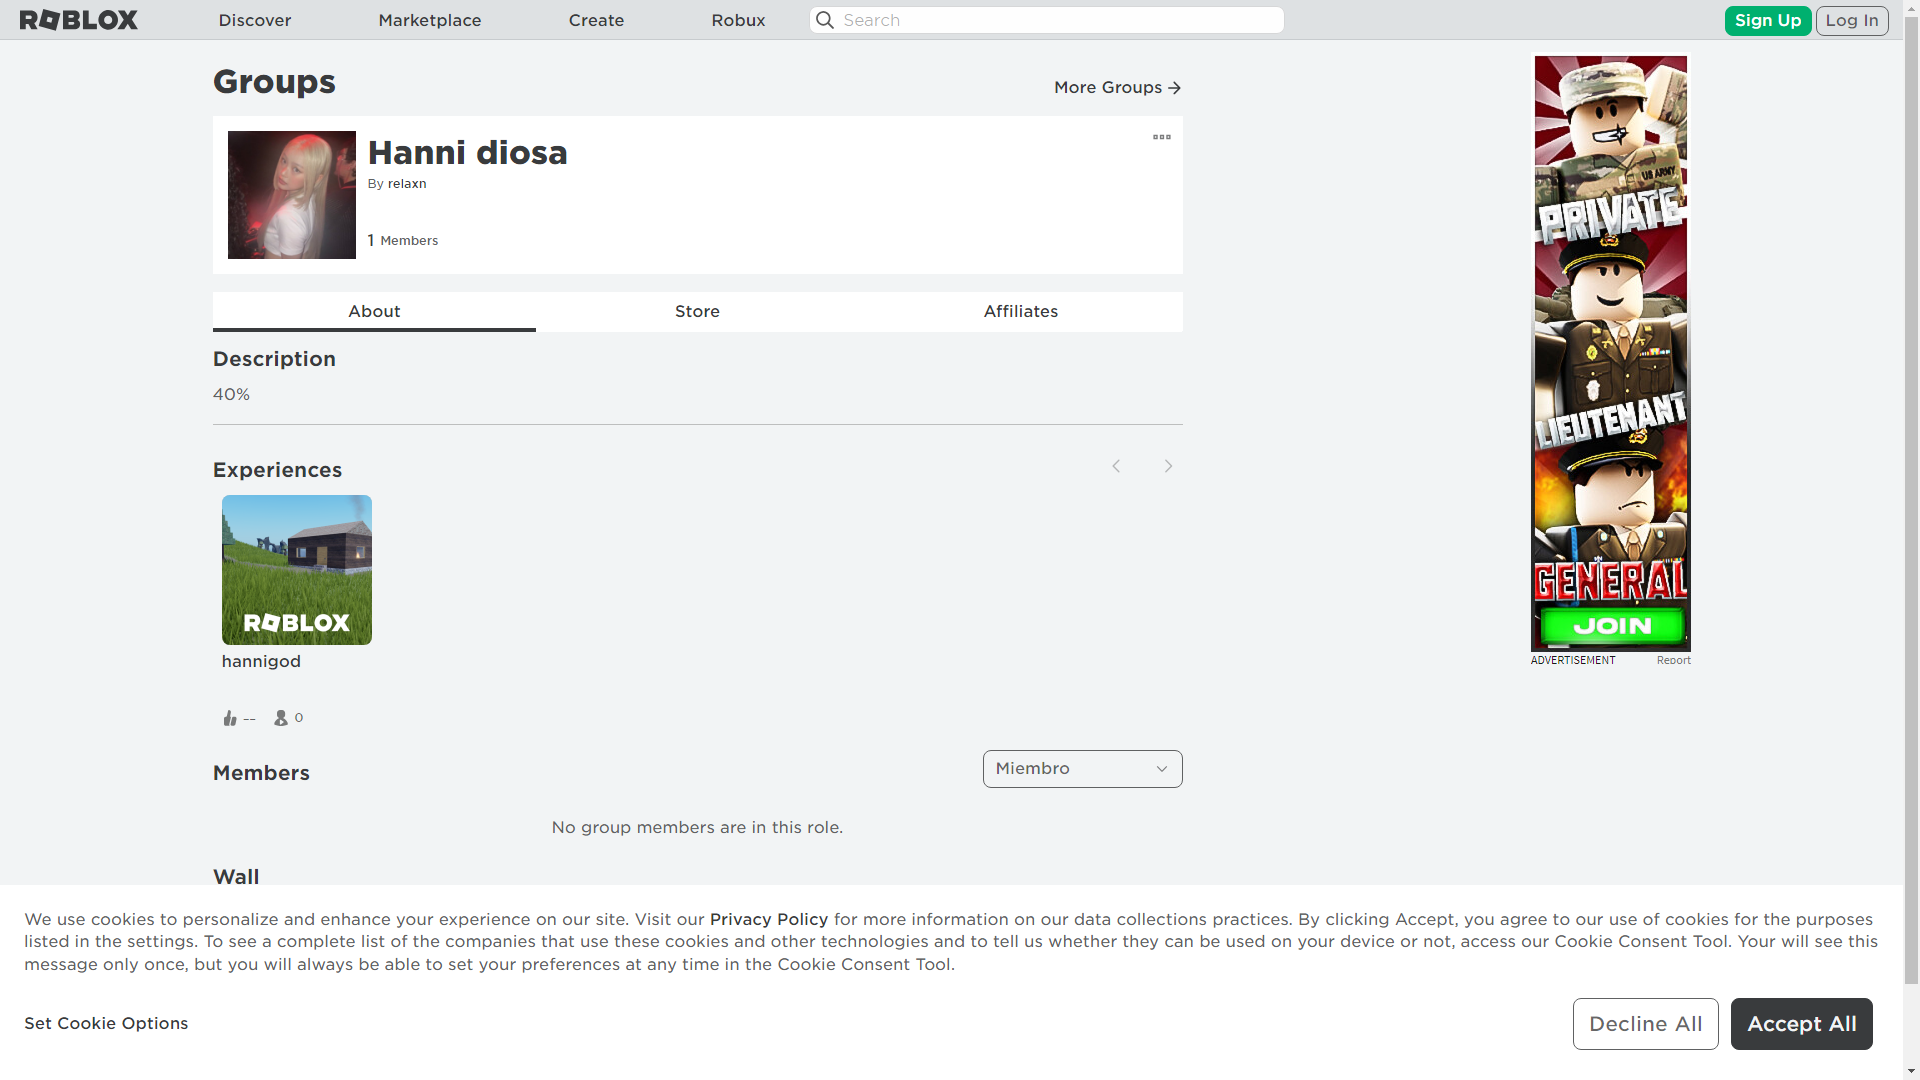 ROBLOX
Discover
Marketplace
Create
Robux
Search
Sign Up
Log In
Groups
More Groups
Hanni diosa
By relaxn
1 Members
About
Store
Affiliates
Description
40%
Experiences
ROBLOX
hannigod
--
0
Members
Miembro
No group members are in this role.
Wall
US ARMY
PRIVATE
LIEUTENANT
GENERAL
JOIN
ADVERTISEMENT
Report
We use cookies to personalize and enhance your experience on our site. Visit our Privacy Policy for more information on our data collections practices. By clicking Accept, you agree to our use of cookies for the purposes
listed in the settings. To see a complete list of the companies that use these cookies and other technologies and to tell us whether they can be used on your device or not, access our Cookie Consent Tool. Your will see this
message only once, but you will always be able to set your preferences at any time in the Cookie Consent Tool.
Set Cookie Options
Decline All
Accept All